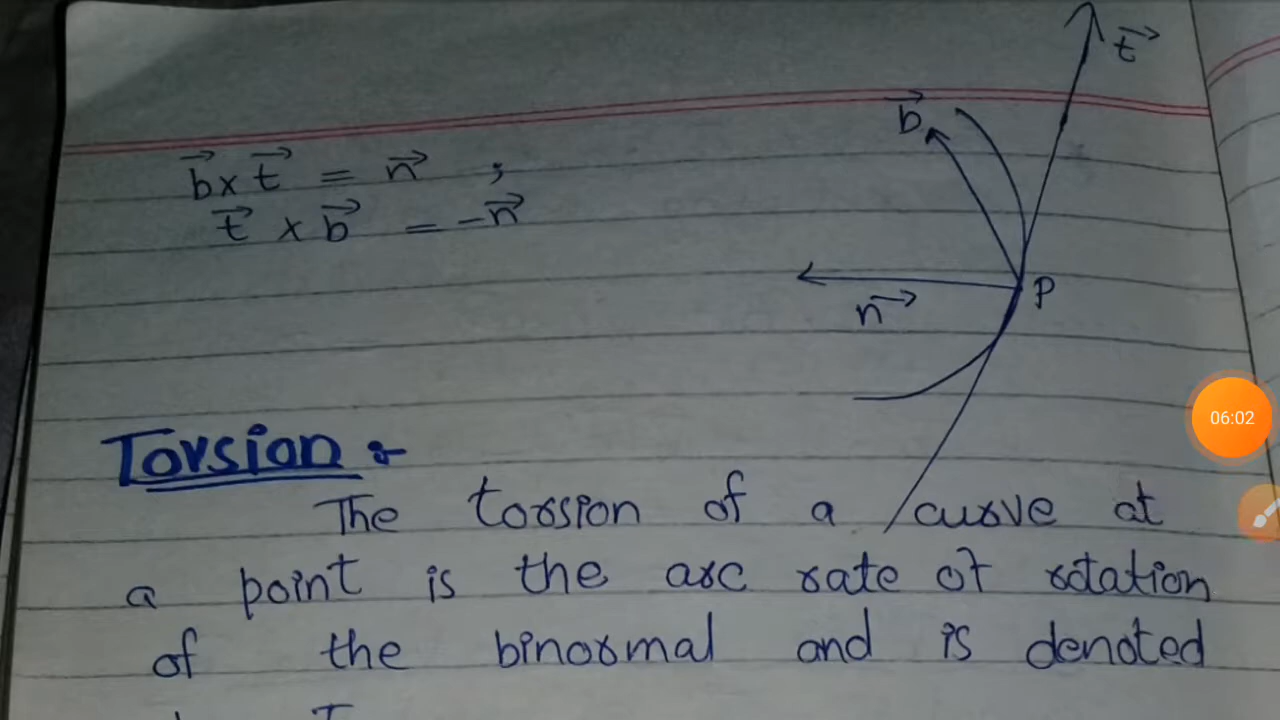 b⃗ x t⃗ = n⃗ ;
t⃗ x b⃗ = -n⃗
b⃗
t⃗
n⃗
P
06:02
Torsion :-
The torsion of a curve at
a point is the arc rate of rotation
of the binormal and is denoted